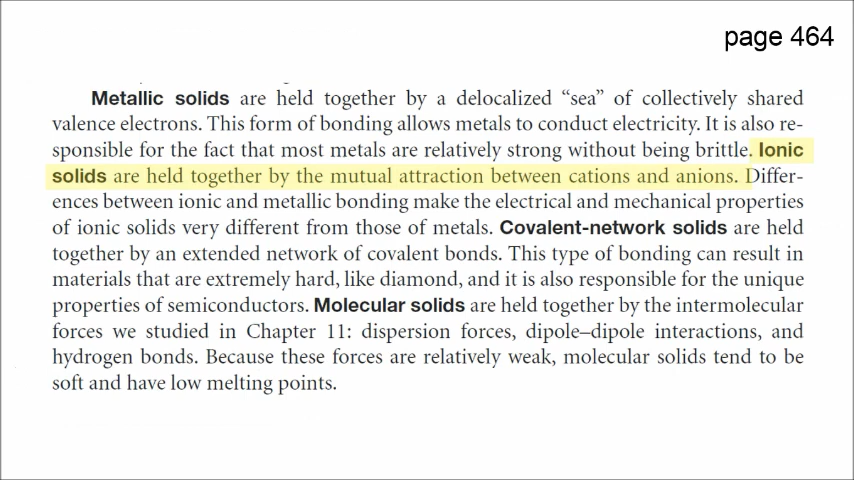 page 464
Metallic solids are held together by a delocalized “sea” of collectively shared
valence electrons. This form of bonding allows metals to conduct electricity. It is also re-
sponsible for the fact that most metals are relatively strong without being brittle. Ionic
solids are held together by the mutual attraction between cations and anions. Differ-
ences between ionic and metallic bonding make the electrical and mechanical properties
of ionic solids very different from those of metals. Covalent-network solids are held
together by an extended network of covalent bonds. This type of bonding can result in
materials that are extremely hard, like diamond, and it is also responsible for the unique
properties of semiconductors. Molecular solids are held together by the intermolecular
forces we studied in Chapter 11: dispersion forces, dipole–dipole interactions, and
hydrogen bonds. Because these forces are relatively weak, molecular solids tend to be
soft and have low melting points.